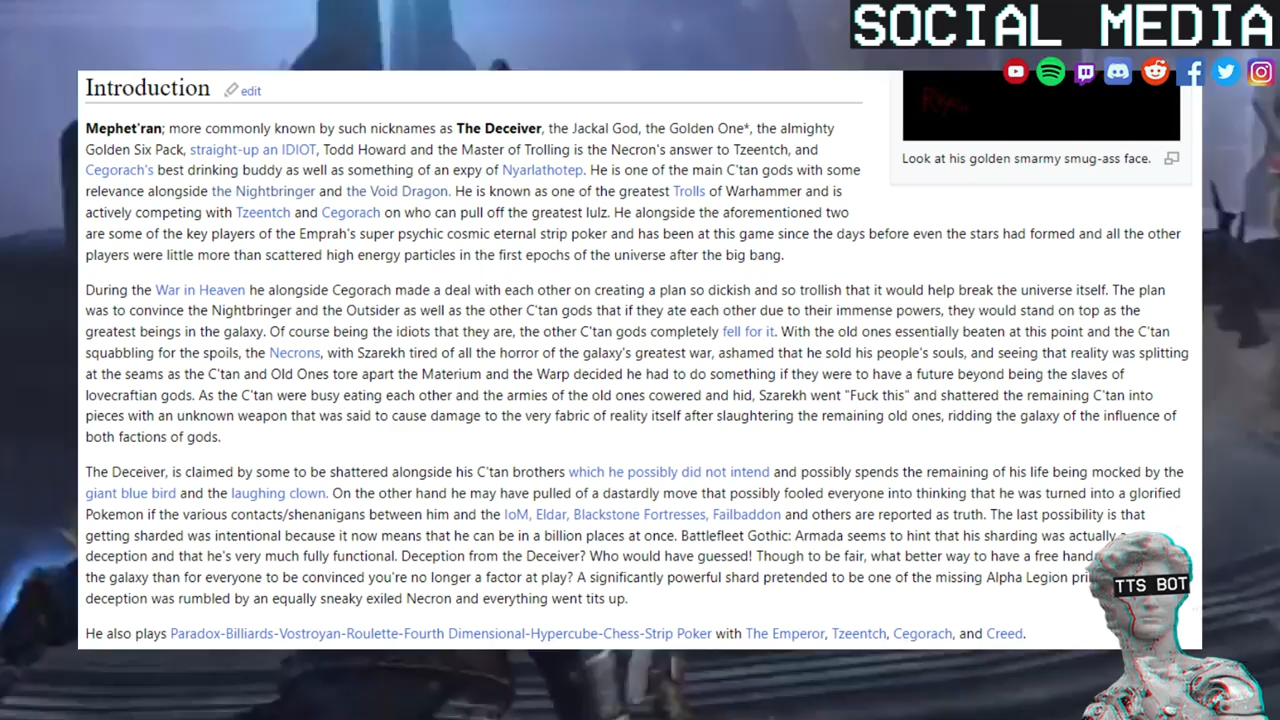 SOCIAL MEDIA
Introduction edit
Look at his golden smarmy smug-ass face.
Mephet'ran; more commonly known by such nicknames as The Deceiver, the Jackal God, the Golden One*, the almighty
Golden Six Pack, straight-up an IDIOT, Todd Howard and the Master of Trolling is the Necron's answer to Tzeentch, and
Cegorach's best drinking buddy as well as something of an expy of Nyarlathotep. He is one of the main C'tan gods with some
relevance alongside the Nightbringer and the Void Dragon. He is known as one of the greatest Trolls of Warhammer and is
actively competing with Tzeentch and Cegorach on who can pull off the greatest lulz. He alongside the aforementioned two
are some of the key players of the Emprah's super psychic cosmic eternal strip poker and has been at this game since the days before even the stars had formed and all the other
players were little more than scattered high energy particles in the first epochs of the universe after the big bang.
During the War in Heaven he alongside Cegorach made a deal with each other on creating a plan so dickish and so trollish that it would help break the universe itself. The plan
was to convince the Nightbringer and the Outsider as well as the other C'tan gods that if they ate each other due to their immense powers, they would stand on top as the
greatest beings in the galaxy. Of course being the idiots that they are, the other C'tan gods completely fell for it. With the old ones essentially beaten at this point and the C'tan
squabbling for the spoils, the Necrons, with Szarekh tired of all the horror of the galaxy's greatest war, ashamed that he sold his people's souls, and seeing that reality was splitting
at the seams as the C'tan and Old Ones tore apart the Materium and the Warp decided he had to do something if they were to have a future beyond being the slaves of
lovecraftian gods. As the C'tan were busy eating each other and the armies of the old ones cowered and hid, Szarekh went "Fuck this" and shattered the remaining C'tan into
pieces with an unknown weapon that was said to cause damage to the very fabric of reality itself after slaughtering the remaining old ones, ridding the galaxy of the influence of
both factions of gods.
The Deceiver, is claimed by some to be shattered alongside his C'tan brothers which he possibly did not intend and possibly spends the remaining of his life being mocked by the
giant blue bird and the laughing clown. On the other hand he may have pulled of a dastardly move that possibly fooled everyone into thinking that he was turned into a glorified
Pokemon if the various contacts/shenanigans between him and the IoM, Eldar, Blackstone Fortresses, Failbaddon and others are reported as truth. The last possibility is that
getting sharded was intentional because it now means that he can be in a billion places at once. Battlefleet Gothic: Armada seems to hint that his sharding was actually
deception and that he's very much fully functional. Deception from the Deceiver? Who would have guessed! Though to be fair, what better way to have a free hand
the galaxy than for everyone to be convinced you're no longer a factor at play? A significantly powerful shard pretended to be one of the missing Alpha Legion
deception was rumbled by an equally sneaky exiled Necron and everything went tits up.
He also plays Paradox-Billiards-Vostroyan-Roulette-Fourth Dimensional-Hypercube-Chess-Strip Poker with The Emperor, Tzeentch, Cegorach, and Creed.
TTS BOT